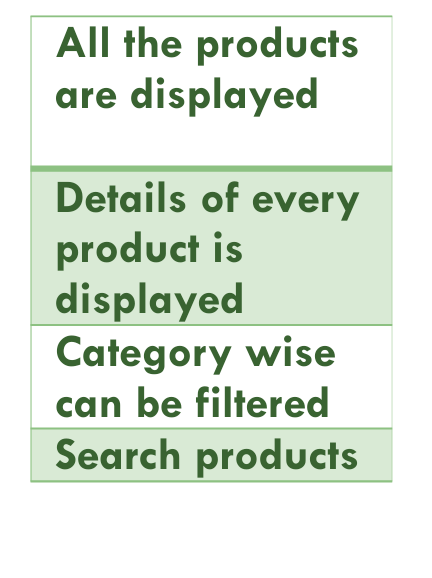 All the products
are displayed
Details of every
product is
displayed
Category wise
can be filtered
Search products